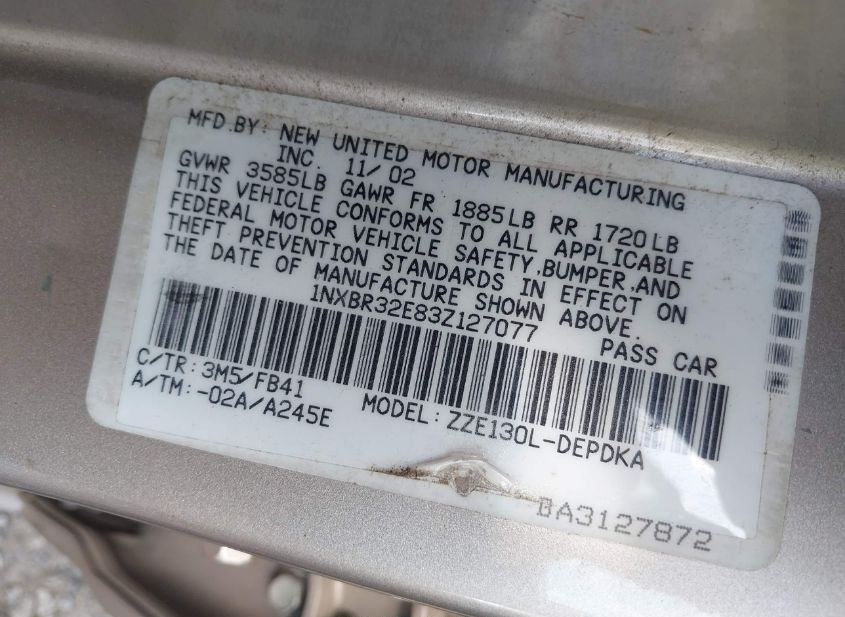 MFD.BY: NEW UNITED MOTOR MANUFACTURING
INC. 11/02
GVWR 3585LB GAWR FR 1885LB RR 1720LB
THIS VEHICLE CONFORMS TO ALL APPLICABLE
FEDERAL MOTOR VEHICLE SAFETY,BUMPER,AND
THEFT PREVENTION STANDARDS IN EFFECT ON
THE DATE OF MANUFACTURE SHOWN ABOVE.
1NXBR32E83Z127077 PASS CAR
C/TR:3M5/FB41
A/TM:-02A/A245E MODEL:ZZE130L-DEPDKA
BA3127872